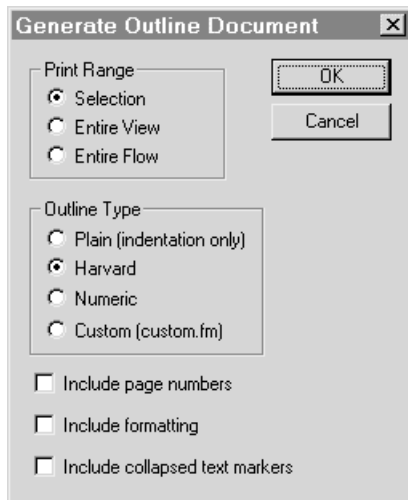 Generate Outline Document
Print Range
Selection
Entire View
Entire Flow
OK
Cancel
Outline Type
Plain (indentation only)
Harvard
Numeric
Custom (custom.fm)
Include page numbers
Include formatting
Include collapsed text markers